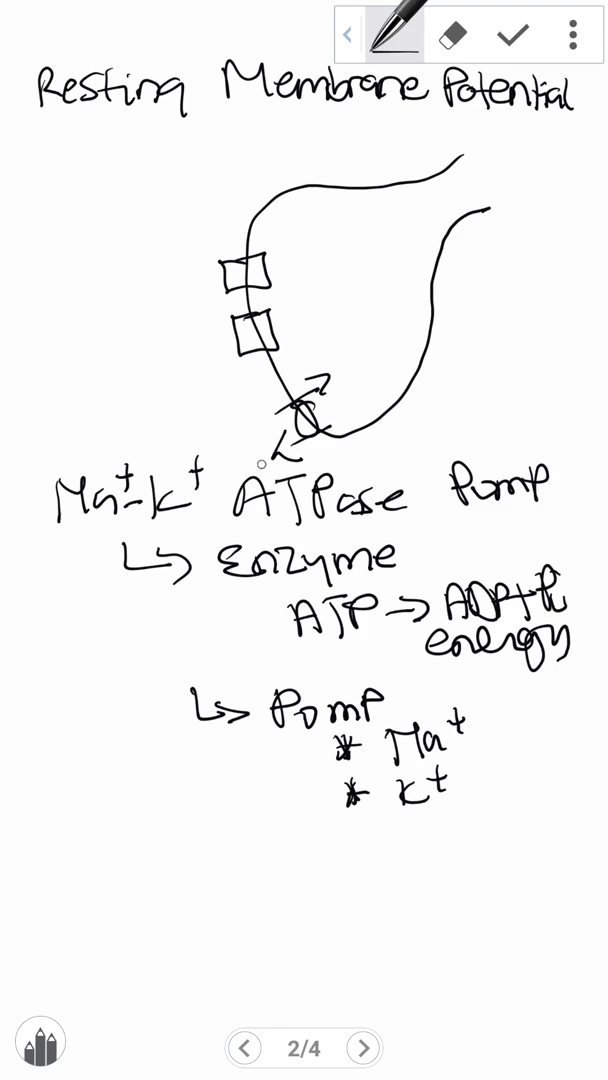 Resting Membrane Potential
Na+-K+ ATPase Pump
↳ Enzyme
ATP → ADP+Pi
energy
↳ Pump
* Na+
* K+
2/4